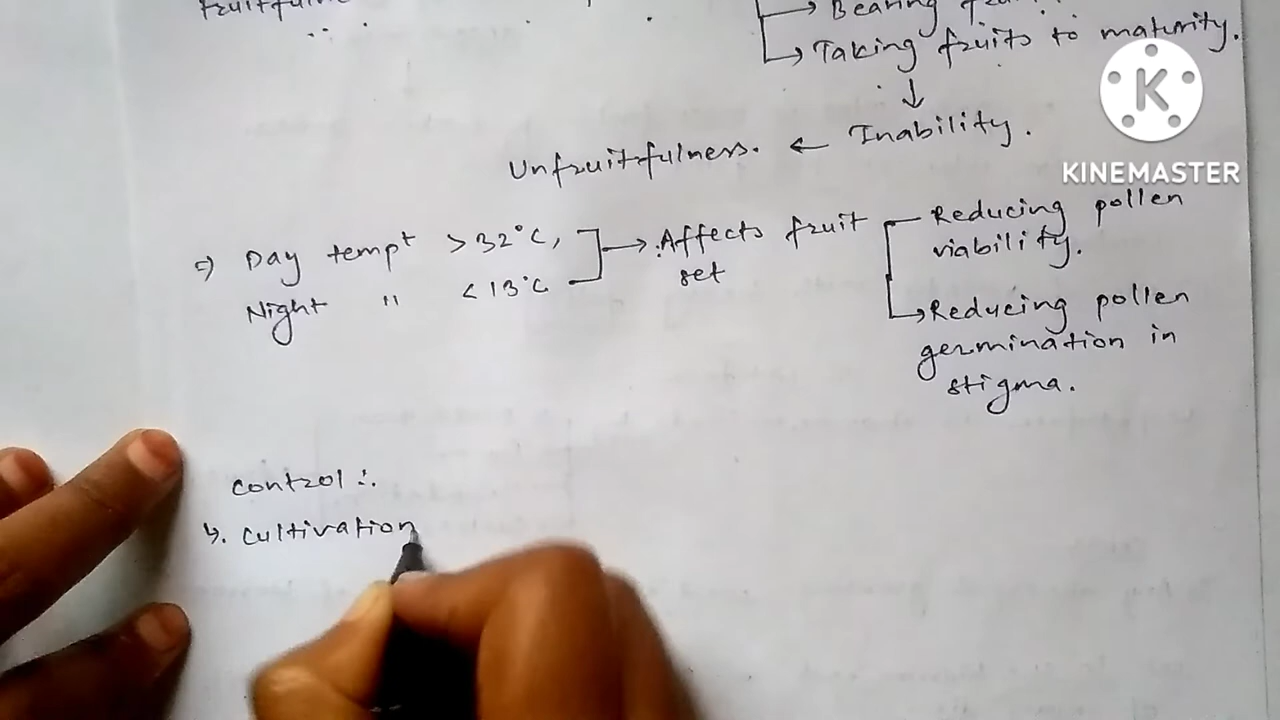 → Bearing
→ Taking fruits to maturity.
↓
Unfruitfulness. ← Inability.
⇒ Day tempt > 32°C,
Night " < 13°C
→ Affects fruit set
Reducing pollen
viability.
→ Reducing pollen
germination in
stigma.
control :.
↳. cultivation
K
KINEMASTER